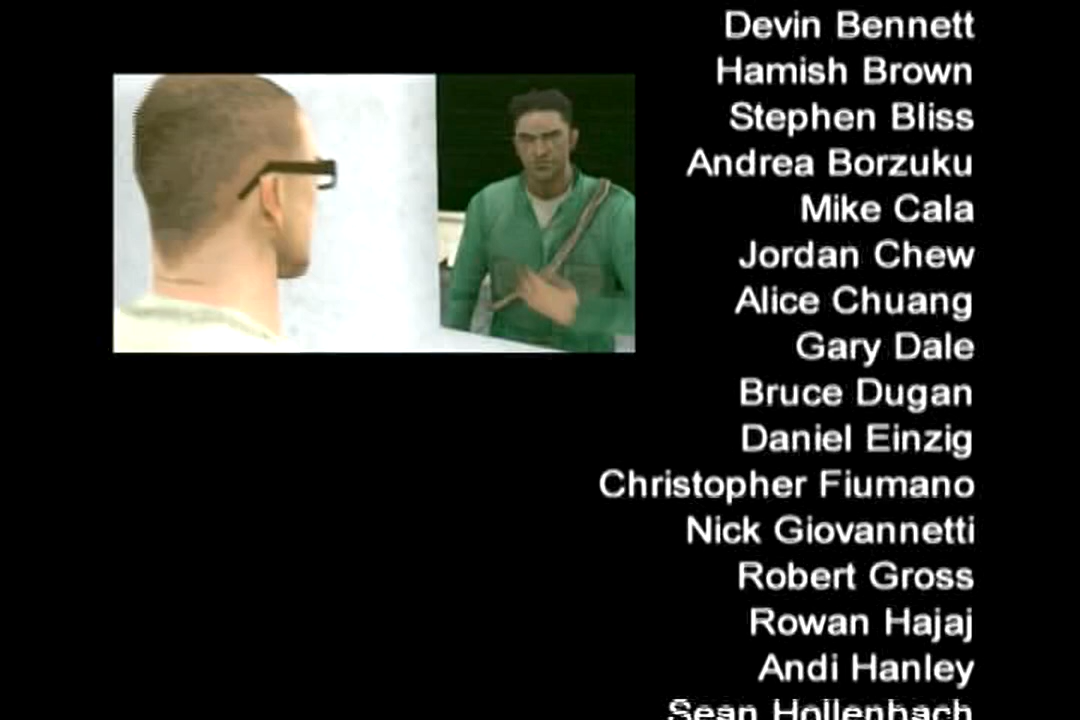 Devin Bennett
Hamish Brown
Stephen Bliss
Andrea Borzuku
Mike Cala
Jordan Chew
Alice Chuang
Gary Dale
Bruce Dugan
Daniel Einzig
Christopher Fiumano
Nick Giovannetti
Robert Gross
Rowan Hajaj
Andi Hanley
Sean Hollenbach